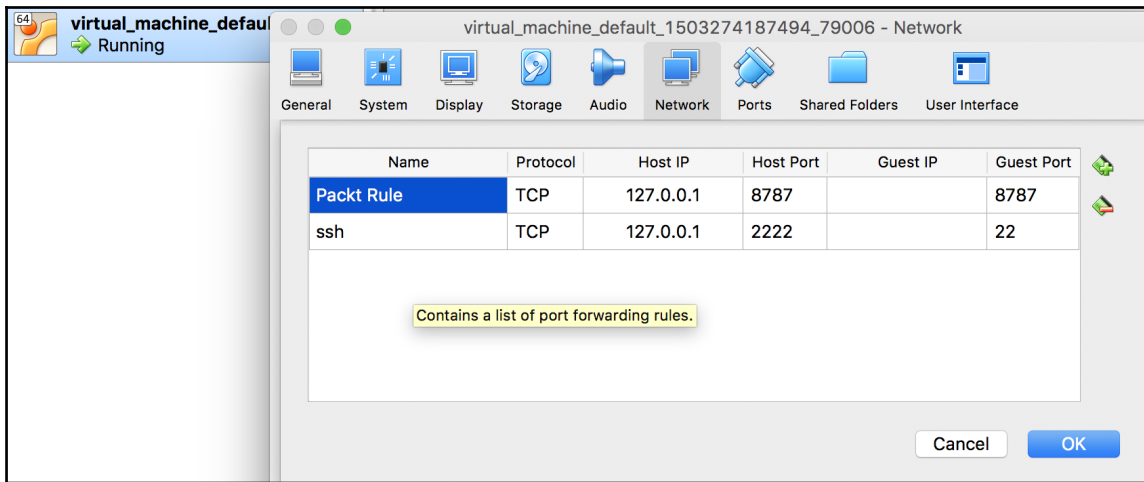 64
virtual_machine_defaul
Running
virtual_machine_default_1503274187494_79006 - Network
General System Display Storage Audio Network Ports Shared Folders User Interface
Name Protocol Host IP Host Port Guest IP Guest Port
Packt Rule TCP 127.0.0.1 8787 8787
ssh TCP 127.0.0.1 2222 22
Contains a list of port forwarding rules.
Cancel OK